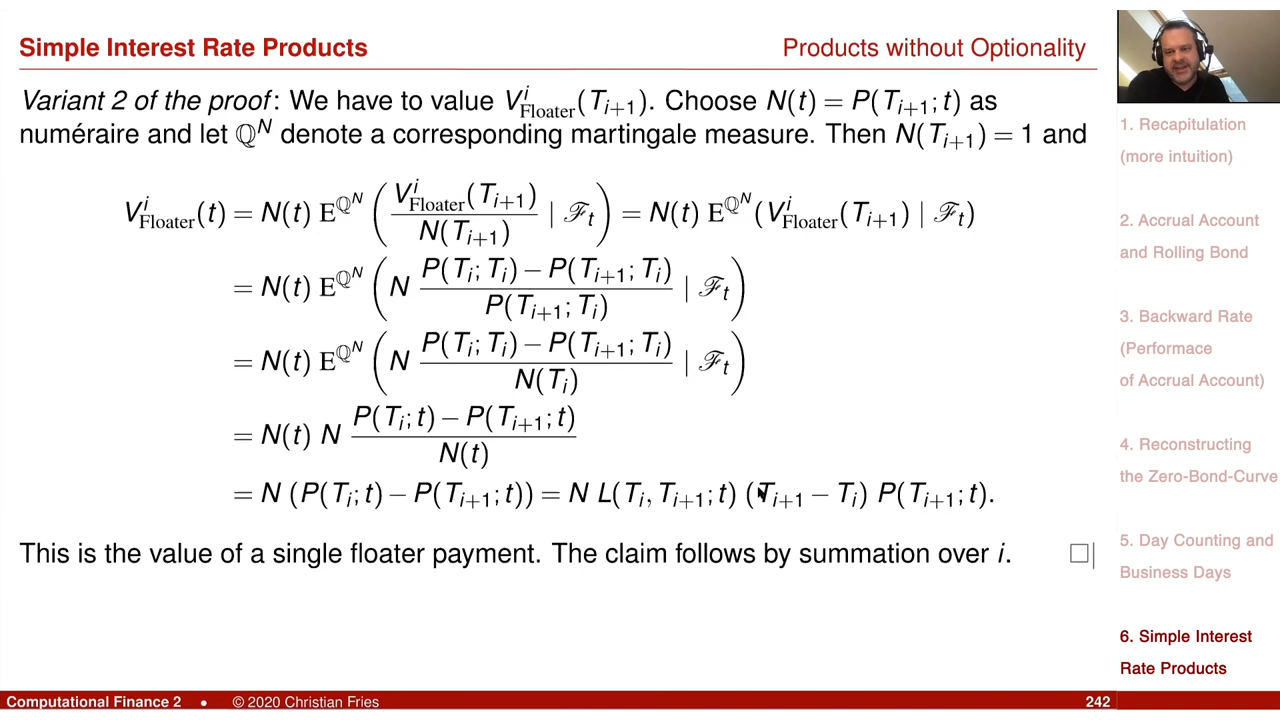 Simple Interest Rate Products
Products without Optionality
Variant 2 of the proof: We have to value V^i_Floater(T_{i+1}). Choose N(t) = P(T_{i+1}; t) as
numéraire and let ℚ^N denote a corresponding martingale measure. Then N(T_{i+1}) = 1 and
V^i_Floater(t) = N(t) E^{ℚ^N} ( V^i_Floater(T_{i+1}) / N(T_{i+1}) | ℱ_t ) = N(t) E^{ℚ^N} (V^i_Floater(T_{i+1}) | ℱ_t)
= N(t) E^{ℚ^N} ( N (P(T_i; T_i) − P(T_{i+1}; T_i)) / P(T_{i+1}; T_i) | ℱ_t )
= N(t) E^{ℚ^N} ( N (P(T_i; T_i) − P(T_{i+1}; T_i)) / N(T_i) | ℱ_t )
= N(t) N (P(T_i; t) − P(T_{i+1}; t)) / N(t)
= N (P(T_i; t) − P(T_{i+1}; t)) = N L(T_i, T_{i+1}; t) (T_{i+1} − T_i) P(T_{i+1}; t).
This is the value of a single floater payment. The claim follows by summation over i. □
1. Recapitulation
(more intuition)
2. Accrual Account
and Rolling Bond
3. Backward Rate
(Performace
of Accrual Account)
4. Reconstructing
the Zero-Bond-Curve
5. Day Counting and
Business Days
6. Simple Interest
Rate Products
Computational Finance 2 • © 2020 Christian Fries
242